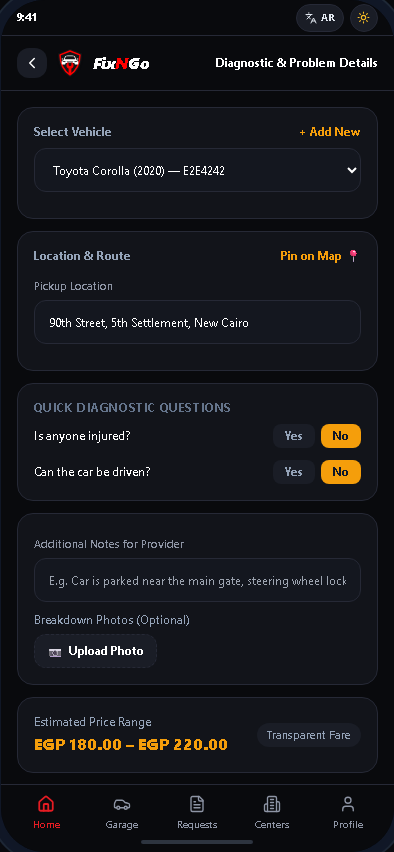 9:41
AR
FixNGo
Diagnostic & Problem Details
Select Vehicle
+ Add New
Toyota Corolla (2020) — E2E4242
Location & Route
Pin on Map
Pickup Location
90th Street, 5th Settlement, New Cairo
QUICK DIAGNOSTIC QUESTIONS
Is anyone injured?
Yes
No
Can the car be driven?
Yes
No
Additional Notes for Provider
E.g. Car is parked near the main gate, steering wheel lock
Breakdown Photos (Optional)
Upload Photo
Estimated Price Range
EGP 180.00 – EGP 220.00
Transparent Fare
Home
Garage
Requests
Centers
Profile